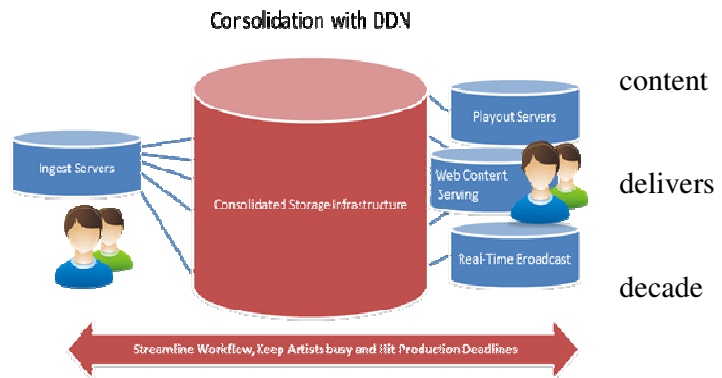 Corsolidation with DDN
content
Playout Servers
Ingest Servers
Web Content
Serving
delivers
Consolidated Storage Infrastructure
Real-Time Broadcast
decade
Streamline Workflow, Keep Artists busy and Hit Production Deadlines